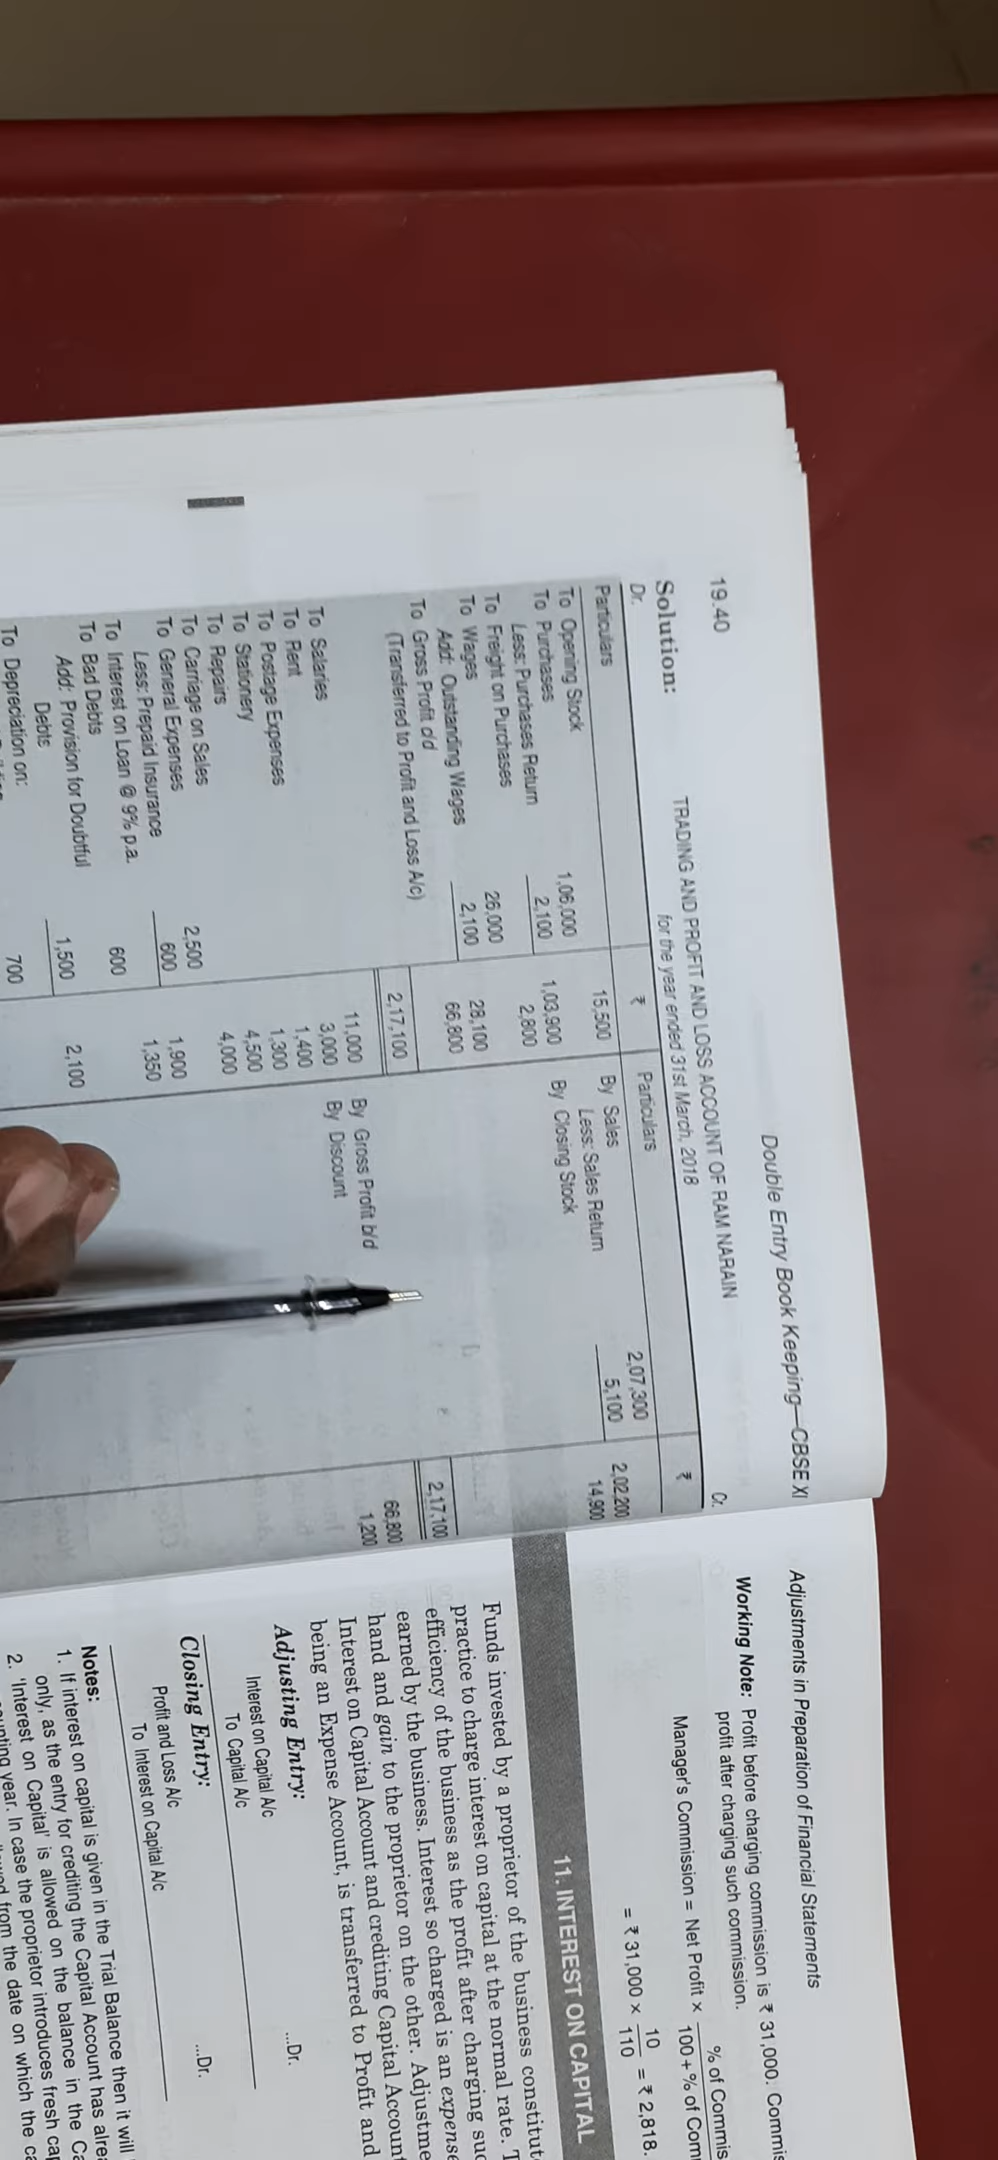 19.40
Double Entry Book Keeping—CBSE XI
Solution:
TRADING AND PROFIT AND LOSS ACCOUNT OF RAM NARAIN
for the year ended 31st March, 2018
Dr. Cr.
Particulars ₹ Particulars ₹
To Opening Stock 15,500 By Sales 2,07,300
To Purchases 1,06,000 Less: Sales Return 5,100 2,02,200
Less: Purchases Return 2,100 1,03,900 By Closing Stock 14,900
To Freight on Purchases 2,800
To Wages 26,000
Add: Outstanding Wages 2,100 28,100
To Gross Profit c/d 66,800
(Transferred to Profit and Loss A/c)
2,17,100 2,17,100
To Salaries 11,000 By Gross Profit b/d 66,800
To Rent 3,000 By Discount 1,200
To Postage Expenses 1,400
To Stationery 1,300
To Repairs 4,500
To Carriage on Sales 4,000
To General Expenses 2,500
Less: Prepaid Insurance 600 1,900
To Interest on Loan @ 9% p.a. 1,350
To Bad Debts 600
Add: Provision for Doubtful
Debts 1,500 2,100
To Depreciation on:
700
Adjustments in Preparation of Financial Statements
Working Note: Profit before charging commission is ₹ 31,000. Commis
profit after charging such commission.
Manager's Commission = Net Profit × % of Commis
100 + % of Com
= ₹ 31,000 × 10/110 = ₹ 2,818.
11. INTEREST ON CAPITAL
Funds invested by a proprietor of the business constitut
practice to charge interest on capital at the normal rate. T
efficiency of the business as the profit after charging suc
earned by the business. Interest so charged is an expense
hand and gain to the proprietor on the other. Adjustme
Interest on Capital Account and crediting Capital Account
being an Expense Account, is transferred to Profit and
Adjusting Entry:
Interest on Capital A/c ...Dr.
To Capital A/c
Closing Entry:
Profit and Loss A/c ...Dr.
To Interest on Capital A/c
Notes:
1. If interest on capital is given in the Trial Balance then it will
only, as the entry for crediting the Capital Account has alrea
2. 'Interest on Capital' is allowed on the balance in the Ca
year. In case the proprietor introduces fresh cap
from the date on which the ca